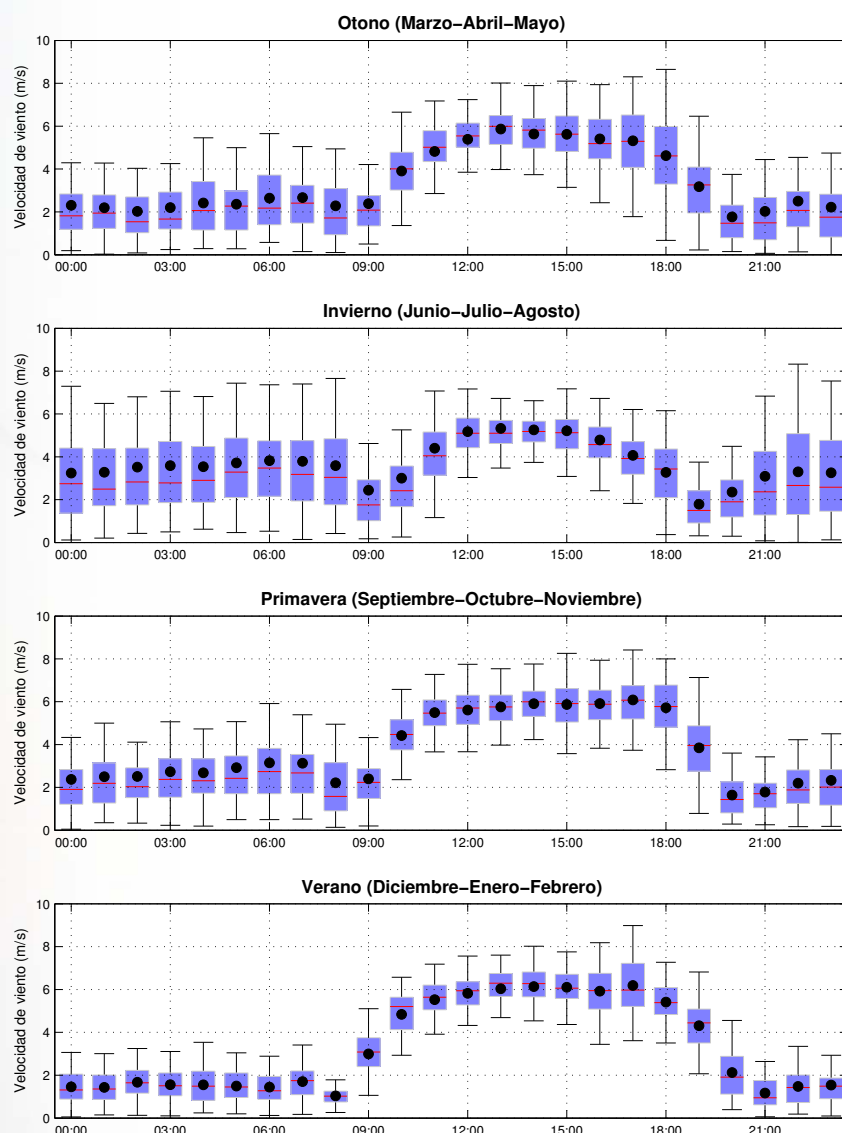 Otono (Marzo−Abril−Mayo)
Velocidad de viento (m/s)
10
8
6
4
2
0
00:00 03:00 06:00 09:00 12:00 15:00 18:00 21:00
Invierno (Junio−Julio−Agosto)
Velocidad de viento (m/s)
10
8
6
4
2
0
00:00 03:00 06:00 09:00 12:00 15:00 18:00 21:00
Primavera (Septiembre−Octubre−Noviembre)
Velocidad de viento (m/s)
10
8
6
4
2
0
00:00 03:00 06:00 09:00 12:00 15:00 18:00 21:00
Verano (Diciembre−Enero−Febrero)
Velocidad de viento (m/s)
10
8
6
4
2
0
00:00 03:00 06:00 09:00 12:00 15:00 18:00 21:00